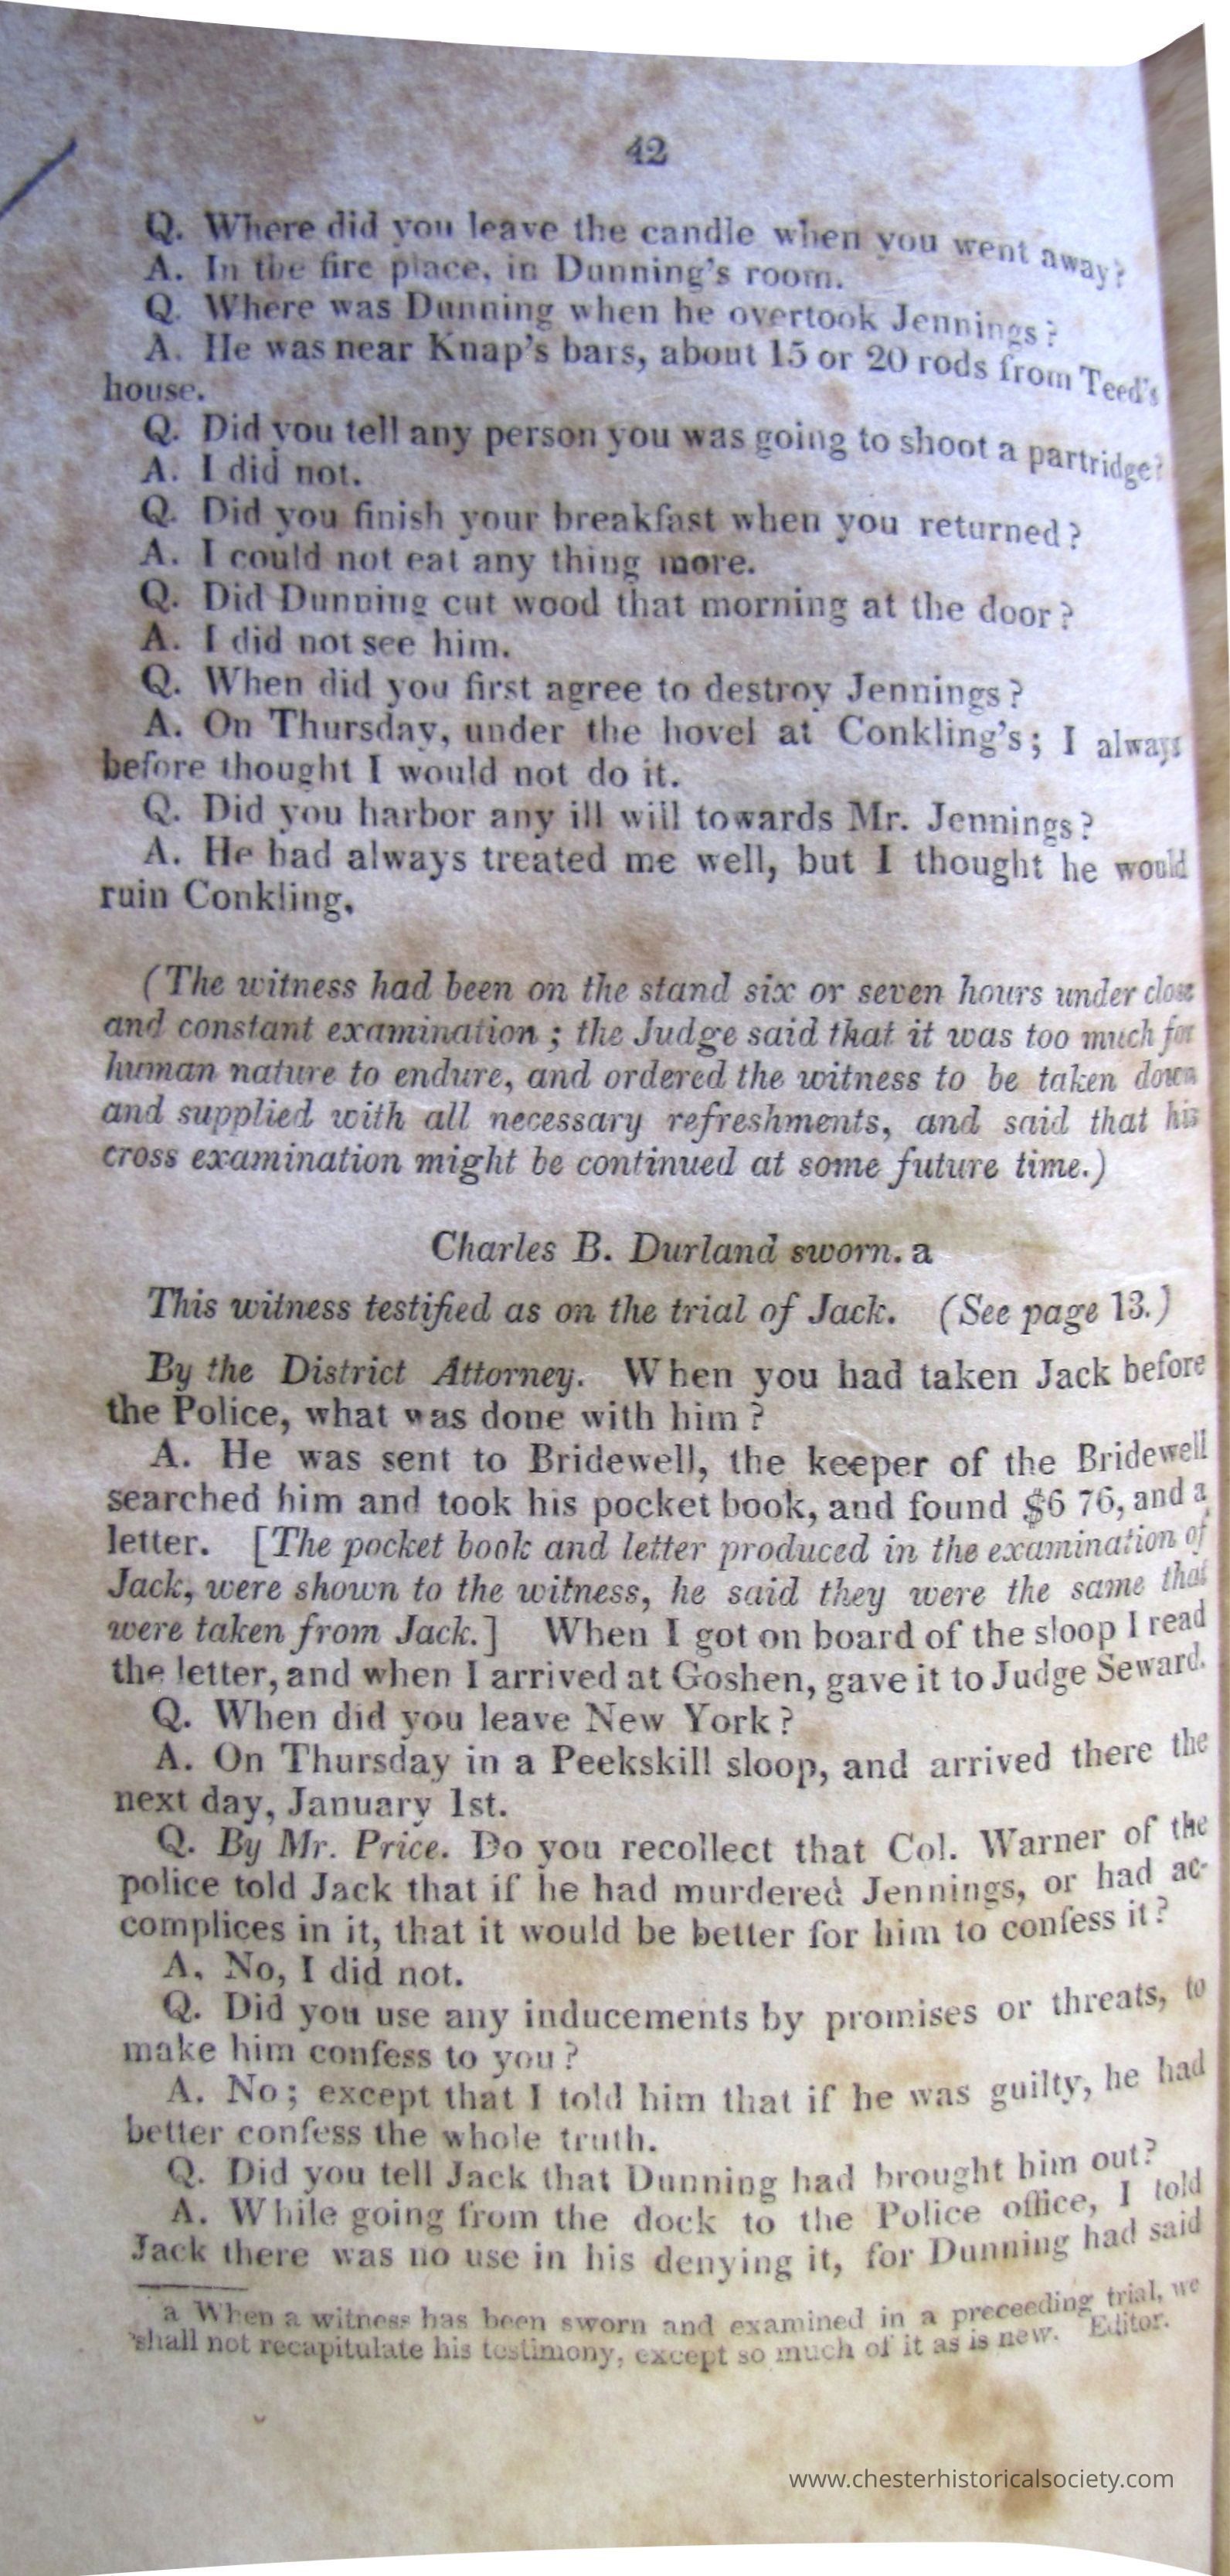 42
Q. Where did you leave the candle when you went away?
A. In the fire place, in Dunning's room.
Q. Where was Dunning when he overtook Jennings?
A. He was near Knap's bars, about 15 or 20 rods from Teed's
house.
Q. Did you tell any person you was going to shoot a partridge?
A. I did not.
Q. Did you finish your breakfast when you returned?
A. I could not eat any thing more.
Q. Did Dunning cut wood that morning at the door?
A. I did not see him.
Q. When did you first agree to destroy Jennings?
A. On Thursday, under the hovel at Conkling's; I always
before thought I would not do it.
Q. Did you harbor any ill will towards Mr. Jennings?
A. He had always treated me well, but I thought he would
ruin Conkling.
(The witness had been on the stand six or seven hours under close
and constant examination; the Judge said that it was too much for
human nature to endure, and ordered the witness to be taken down
and supplied with all necessary refreshments, and said that his
cross examination might be continued at some future time.)
Charles B. Durland sworn. a
This witness testified as on the trial of Jack. (See page 13.)
By the District Attorney. When you had taken Jack before
the Police, what was done with him?
A. He was sent to Bridewell, the keeper of the Bridewell
searched him and took his pocket book, and found $6 76, and a
letter. [The pocket book and letter produced in the examination of
Jack, were shown to the witness, he said they were the same that
were taken from Jack.] When I got on board of the sloop I read
the letter, and when I arrived at Goshen, gave it to Judge Seward.
Q. When did you leave New York?
A. On Thursday in a Peekskill sloop, and arrived there the
next day, January 1st.
Q. By Mr. Price. Do you recollect that Col. Warner of the
police told Jack that if he had murdered Jennings, or had ac-
complices in it, that it would be better for him to confess it?
A. No, I did not.
Q. Did you use any inducements by promises or threats, to
make him confess to you?
A. No; except that I told him that if he was guilty, he had
better confess the whole truth.
Q. Did you tell Jack that Dunning had brought him out?
A. While going from the dock to the Police office, I told
Jack there was no use in his denying it, for Dunning had said
a When a witness has been sworn and examined in a preceeding trial, we
shall not recapitulate his testimony, except so much of it as is new. Editor.
www.chesterhistoricalsociety.com